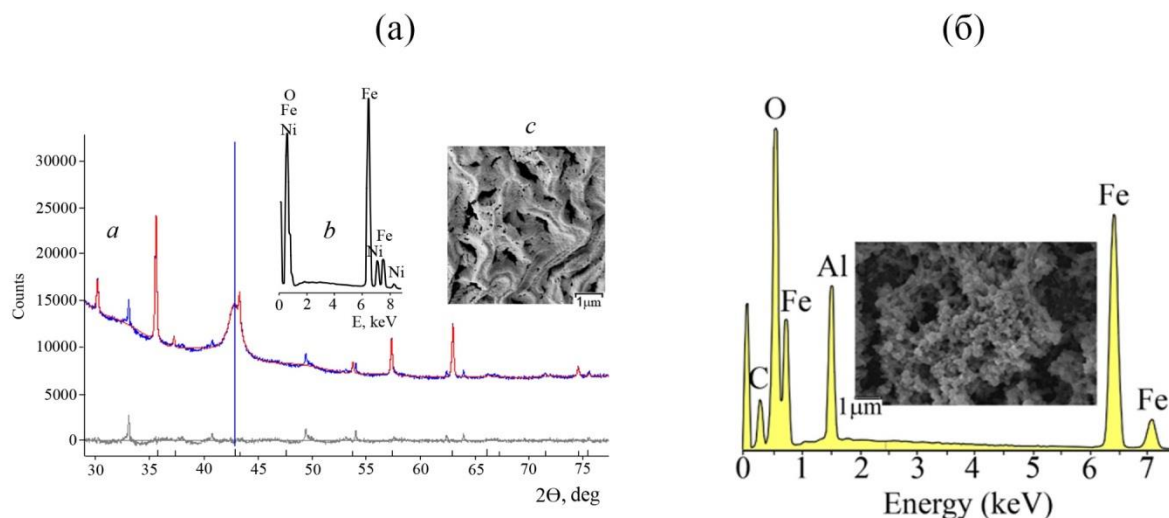 (а)
(б)
Counts
30000
25000
20000
15000
10000
5000
0
30
35
40
45
50
55
60
65
70
75
2Θ, deg
a
O
Fe
Ni
Fe
b
Fe
Ni
Ni
0
2
4
6
8
E, keV
c
1μm
O
Fe
C
Fe
Al
1μm
Fe
0
1
2
3
4
5
6
7
Energy (keV)